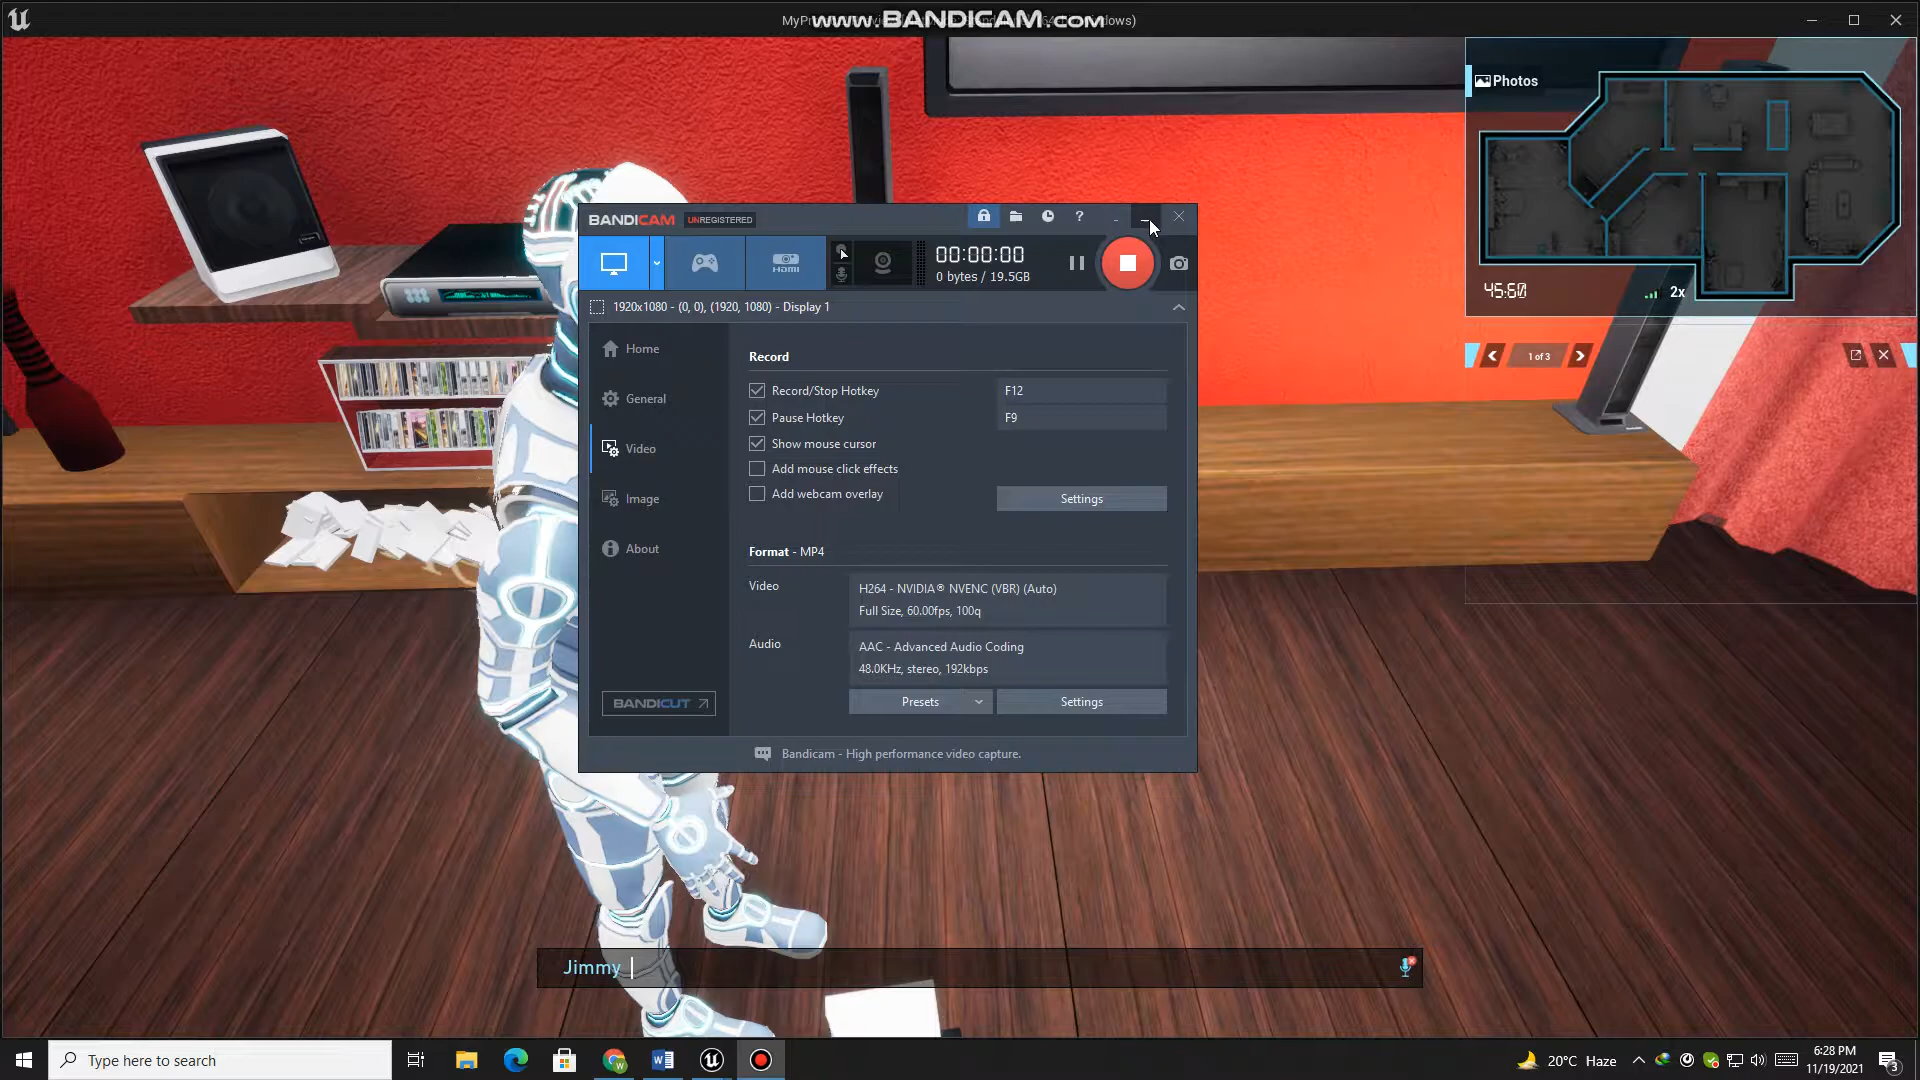 www.BANDICAM.com
Photos
45:60
2x
1 of 3
BANDICAM UNREGISTERED
HDMI
00:00:00
0 bytes / 19.5GB
1920x1080 - (0, 0), (1920, 1080) - Display 1
Home
General
Video
Image
About
BANDICUT
Record
Record/Stop Hotkey F12
Pause Hotkey F9
Show mouse cursor
Add mouse click effects
Add webcam overlay
Settings
Format - MP4
Video
H264 - NVIDIA® NVENC (VBR) (Auto)
Full Size, 60.00fps, 100q
Audio
AAC - Advanced Audio Coding
48.0KHz, stereo, 192kbps
Presets
Settings
Bandicam - High performance video capture.
Jimmy
Type here to search
20°C Haze
6:28 PM
11/19/2021
3